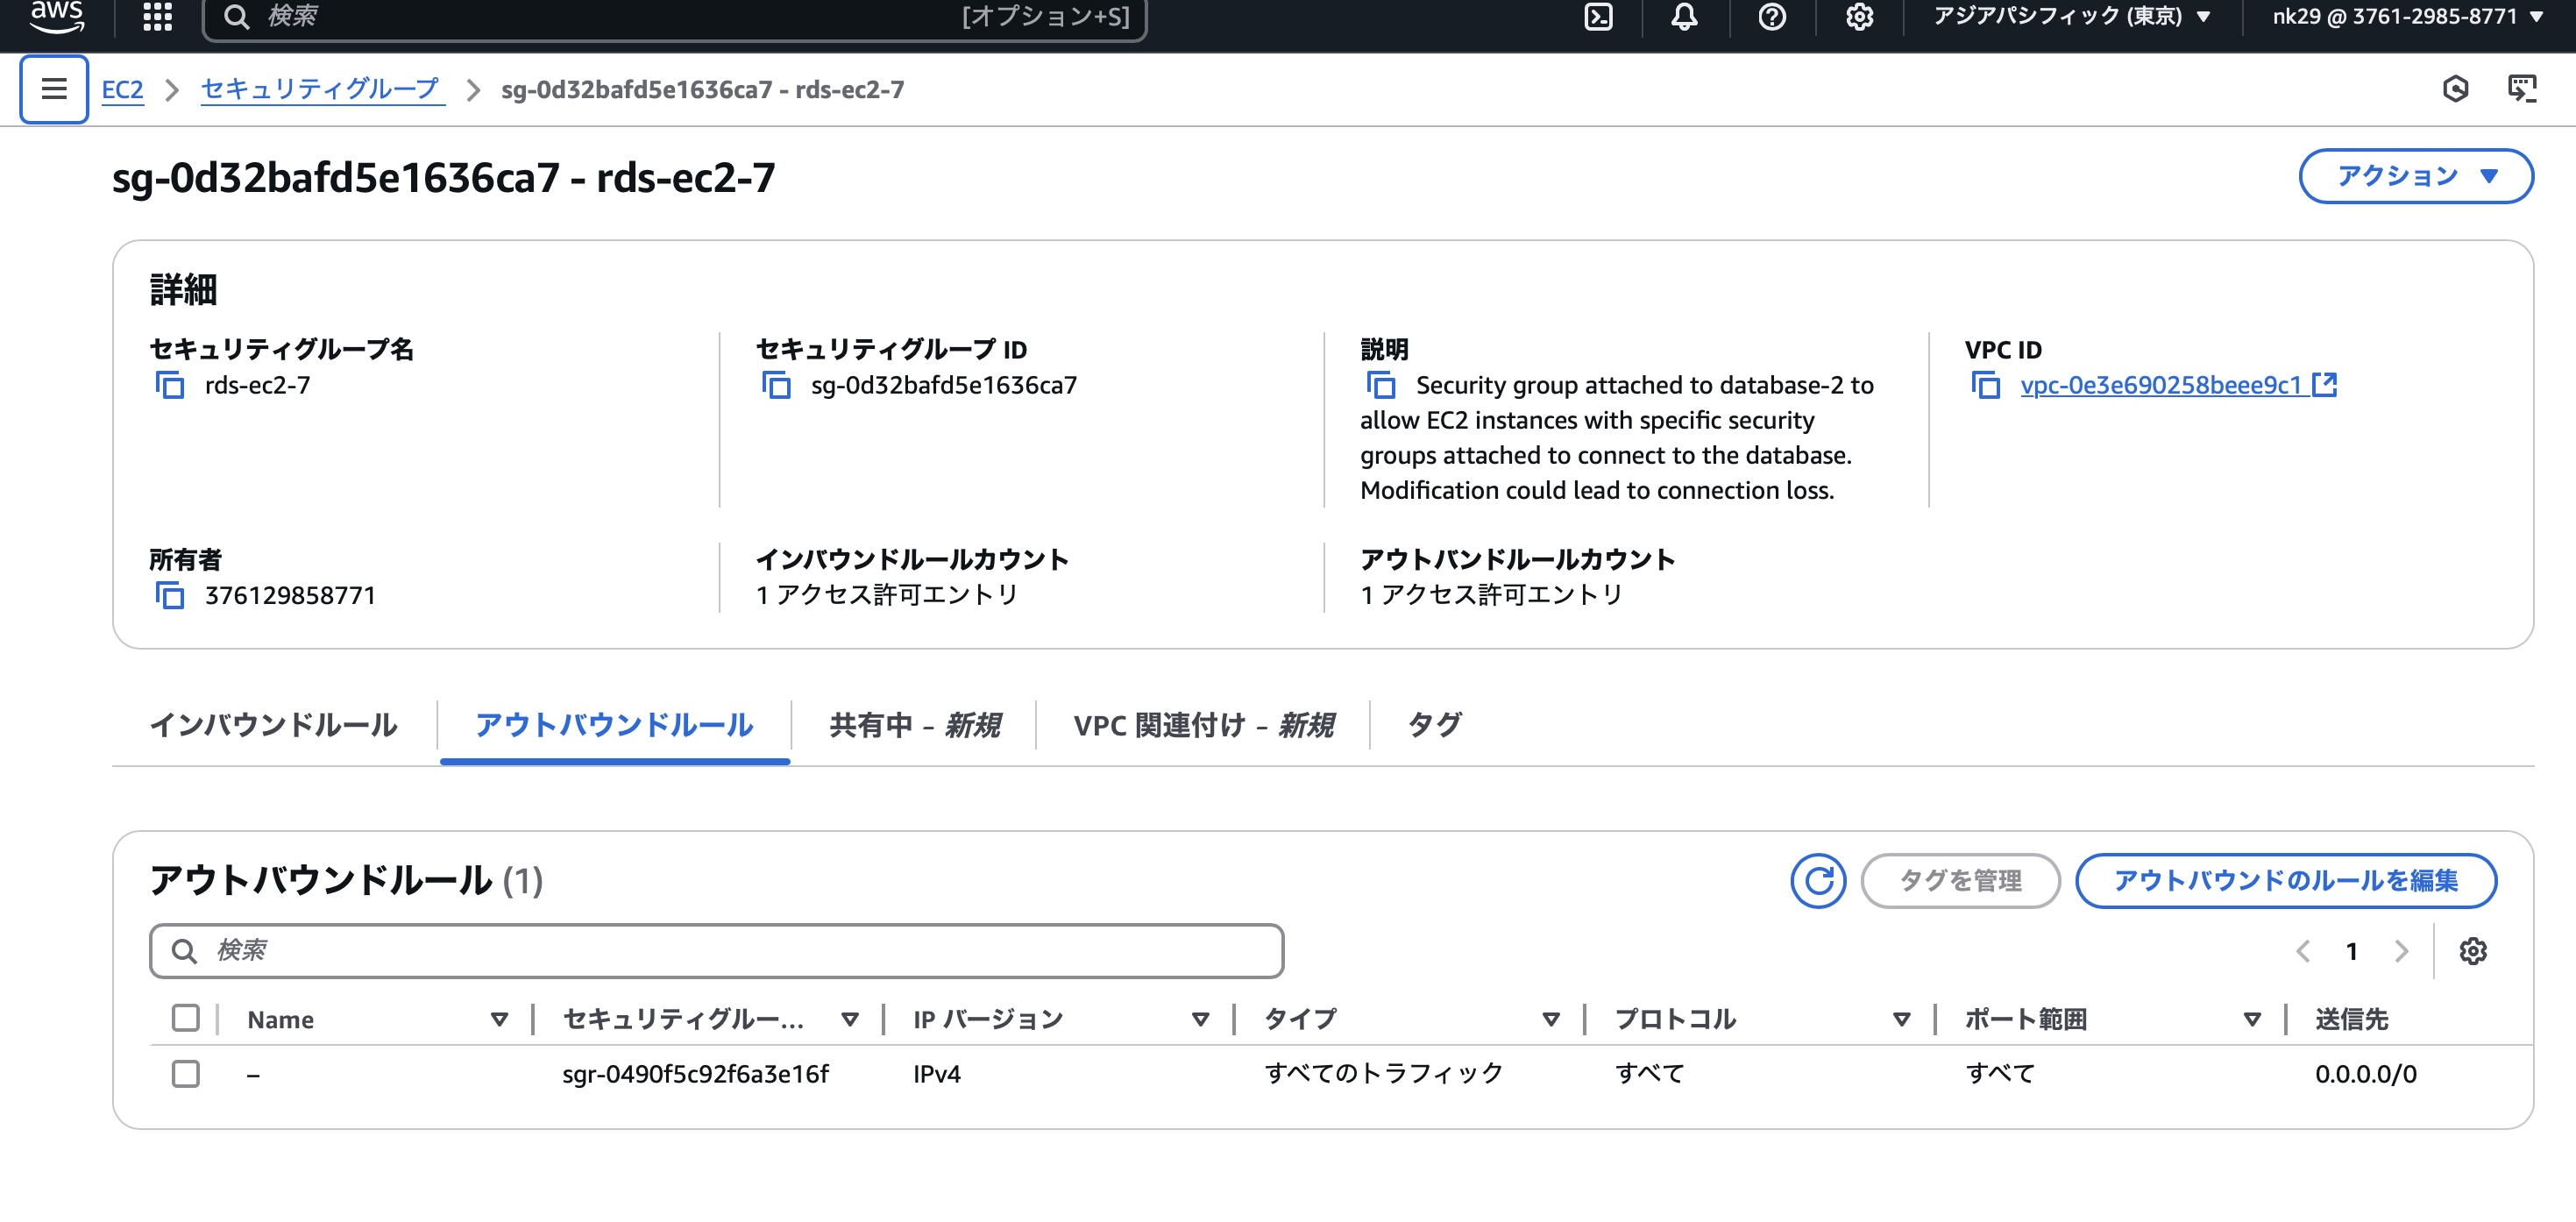 aws
検索
[オプション+S]
アジアパシフィック (東京)
nk29 @ 3761-2985-8771
EC2
セキュリティグループ
sg-0d32bafd5e1636ca7 - rds-ec2-7
sg-0d32bafd5e1636ca7 - rds-ec2-7
アクション
詳細
セキュリティグループ名
rds-ec2-7
セキュリティグループ ID
sg-0d32bafd5e1636ca7
説明
Security group attached to database-2 to
allow EC2 instances with specific security
groups attached to connect to the database.
Modification could lead to connection loss.
VPC ID
vpc-0e3e690258beee9c1
所有者
376129858771
インバウンドルールカウント
1 アクセス許可エントリ
アウトバンドルールカウント
1 アクセス許可エントリ
インバウンドルール
アウトバウンドルール
共有中 – 新規
VPC 関連付け – 新規
タグ
アウトバウンドルール (1)
タグを管理
アウトバウンドのルールを編集
検索
1
Name
セキュリティグルー...
IP バージョン
タイプ
プロトコル
ポート範囲
送信先
–
sgr-0490f5c92f6a3e16f
IPv4
すべてのトラフィック
すべて
すべて
0.0.0.0/0